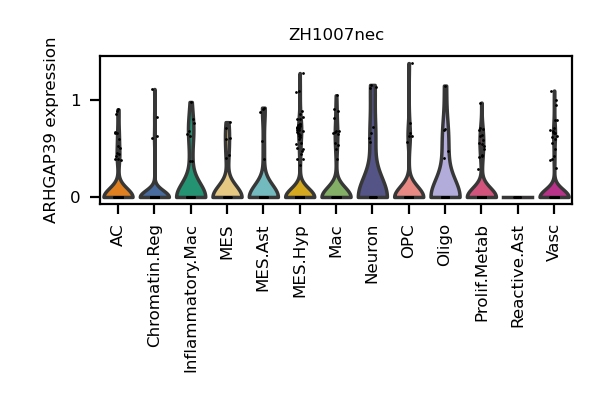 ZH1007nec
ARHGAP39 expression
1
0
AC
Chromatin.Reg
Inflammatory.Mac
MES
MES.Ast
MES.Hyp
Mac
Neuron
OPC
Oligo
Prolif.Metab
Reactive.Ast
Vasc